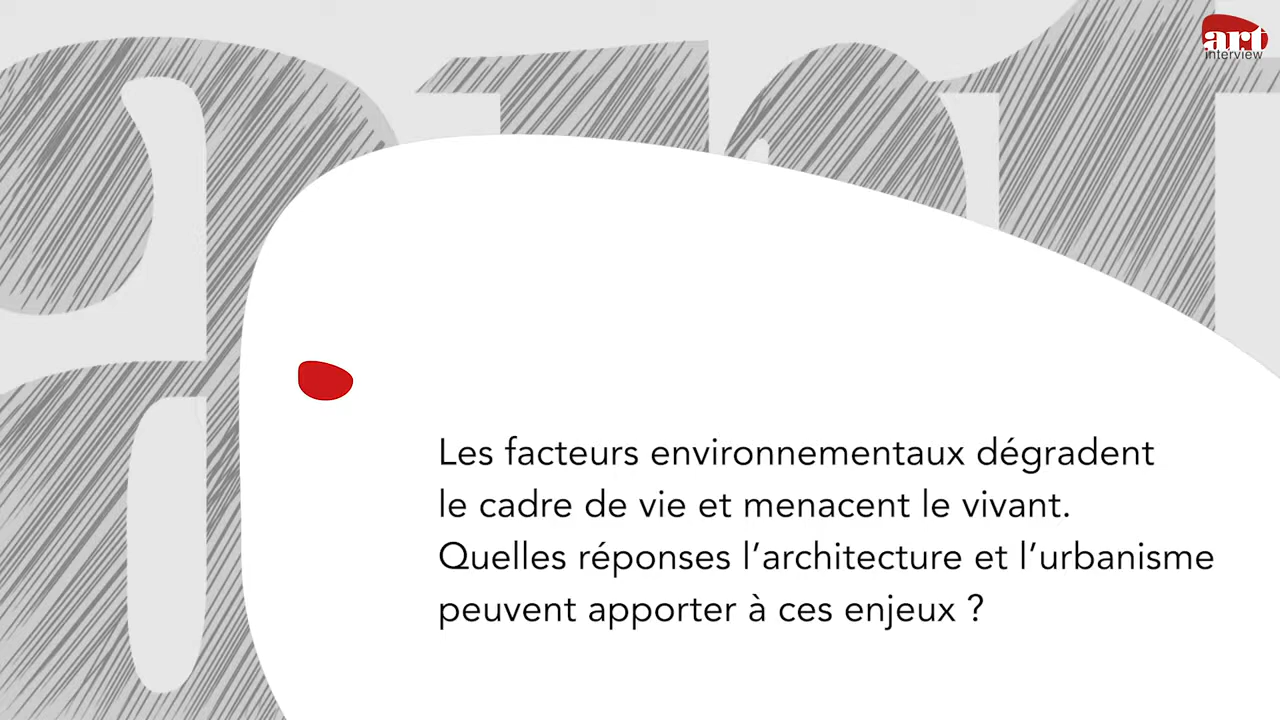 art
interview
Les facteurs environnementaux dégradent
le cadre de vie et menacent le vivant.
Quelles réponses l’architecture et l’urbanisme
peuvent apporter à ces enjeux ?